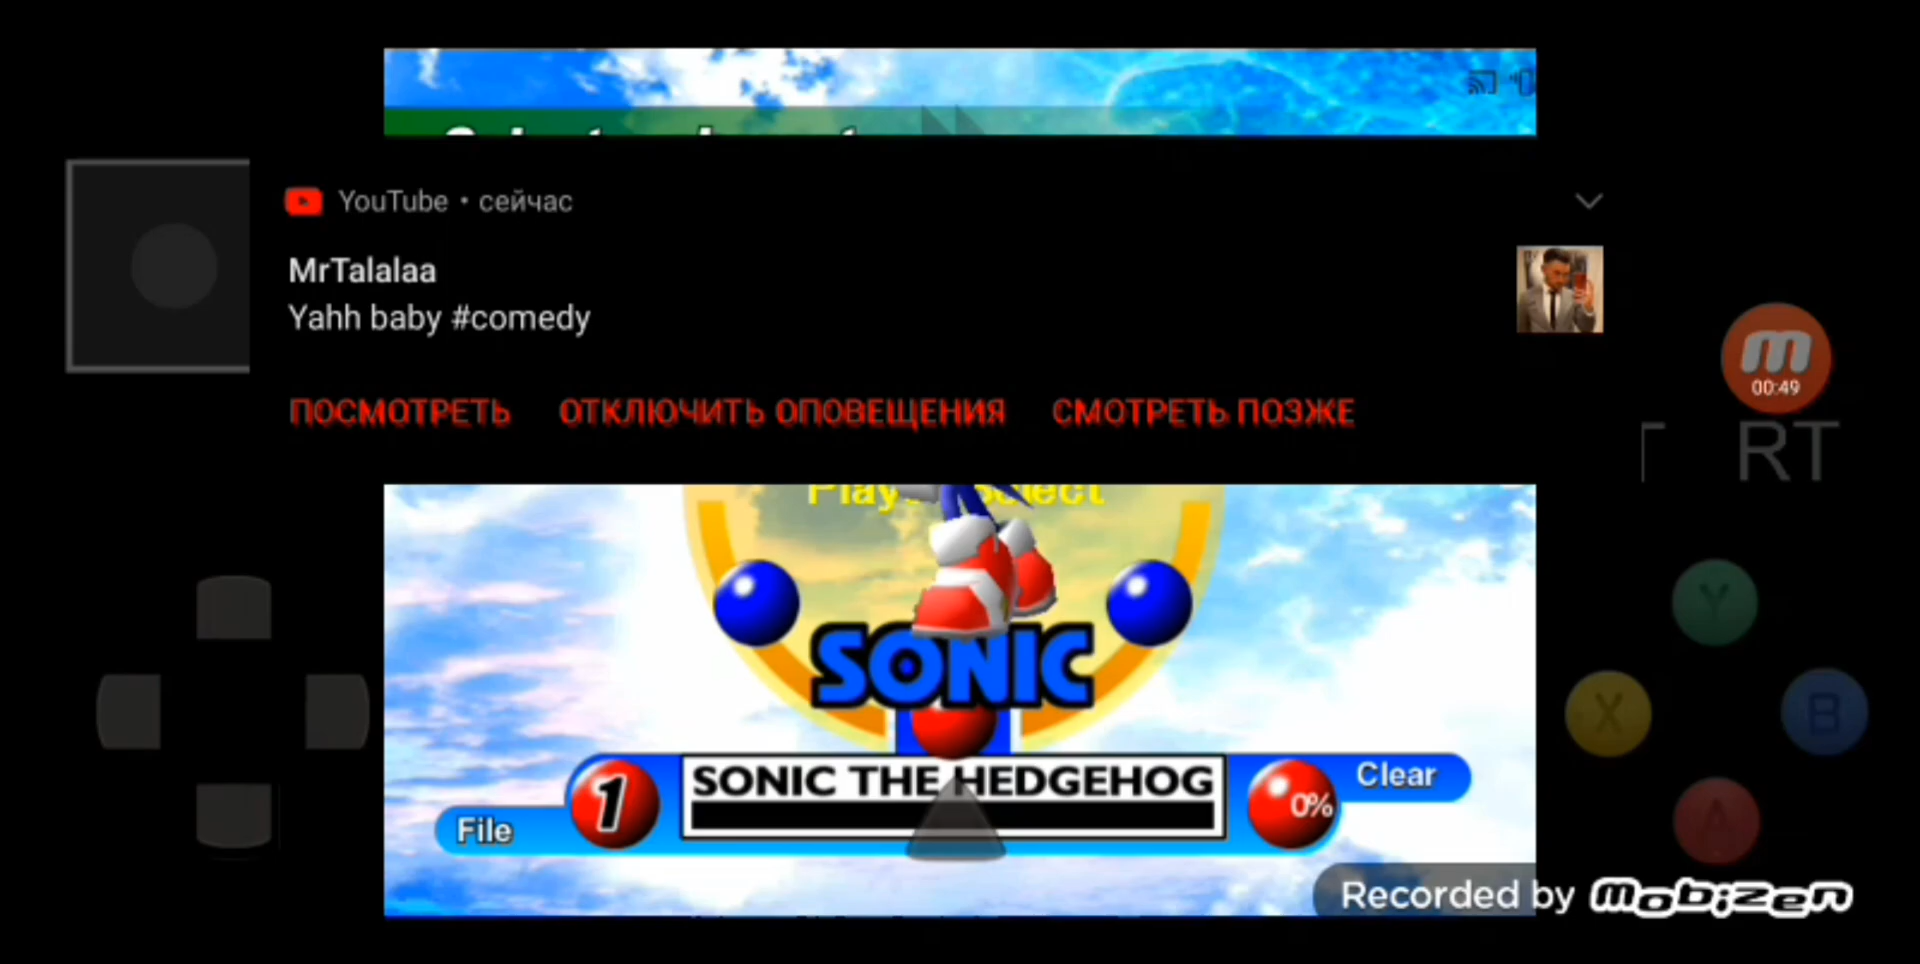 YouTube • сейчас
MrTalalaa
Yahh baby #comedy
ПОСМОТРЕТЬ ОТКЛЮЧИТЬ ОПОВЕЩЕНИЯ СМОТРЕТЬ ПОЗЖЕ
m
00:49
RT
Select
SONIC
Y
X
B
A
SONIC THE HEDGEHOG
1
0%
Clear
File
Recorded by mobizen